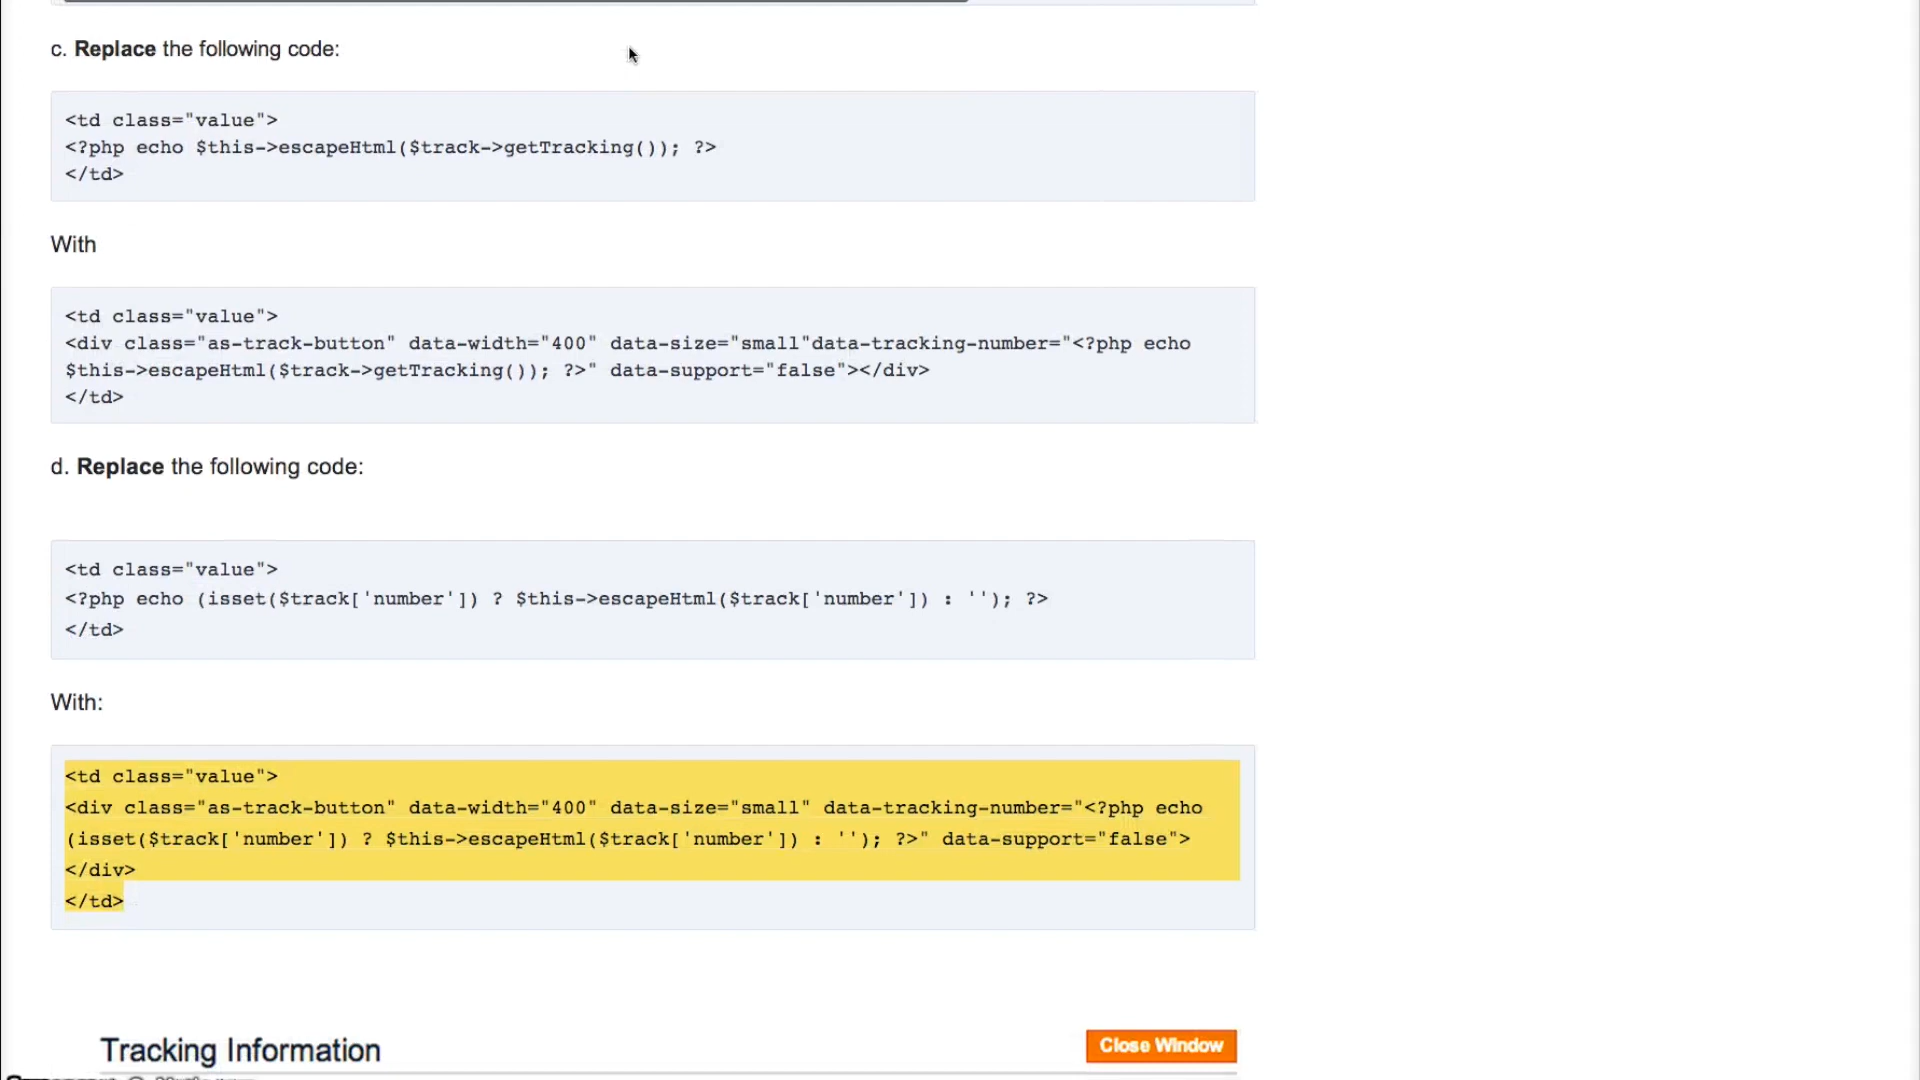 c. Replace the following code:
<td class="value">
<?php echo $this->escapeHtml($track->getTracking()); ?>
</td>
With
<td class="value">
<div class="as-track-button" data-width="400" data-size="small"data-tracking-number="<?php echo
$this->escapeHtml($track->getTracking()); ?>" data-support="false"></div>
</td>
d. Replace the following code:
<td class="value">
<?php echo (isset($track['number']) ? $this->escapeHtml($track['number']) : ''); ?>
</td>
With:
<td class="value">
<div class="as-track-button" data-width="400" data-size="small" data-tracking-number="<?php echo
(isset($track['number']) ? $this->escapeHtml($track['number']) : ''); ?>" data-support="false">
</div>
</td>
Tracking Information
Close Window